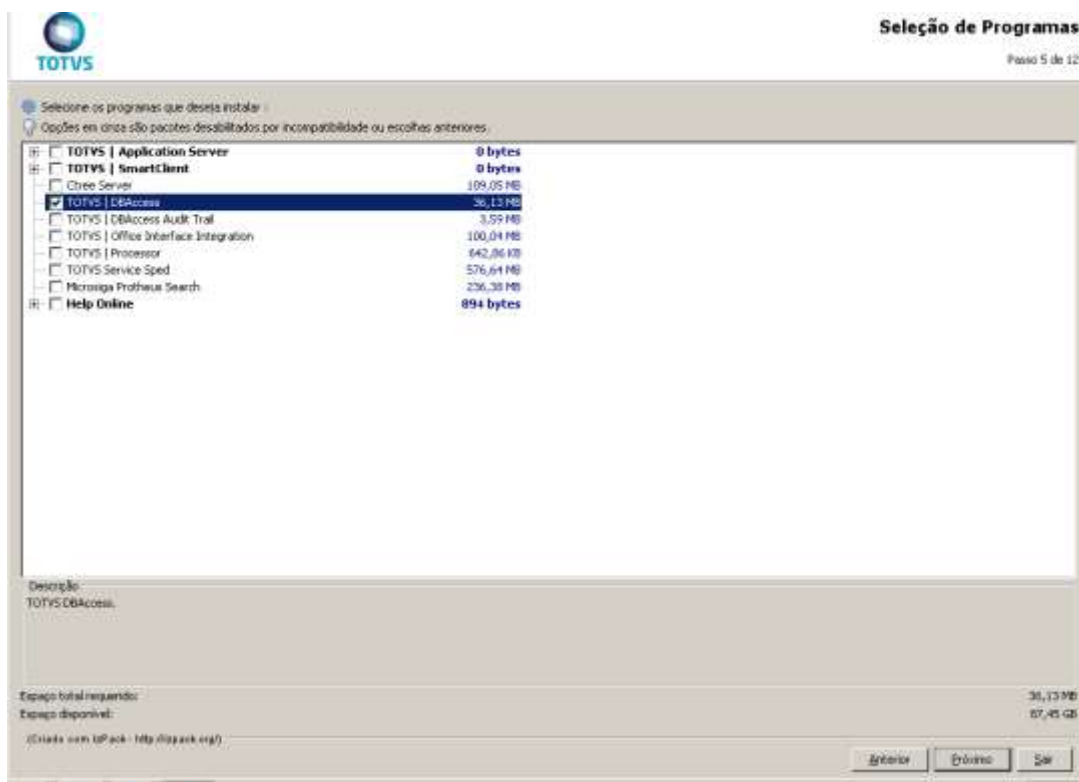 TOTVS
Seleção de Programas
Passo 5 de 12
Selecione os programas que deseja instalar :
Opções em cinza são pacotes desabilitados por incompatibilidade ou escolhas anteriores.
TOTVS | Application Server 0 bytes
TOTVS | SmartClient 0 bytes
Ctree Server 109,05 MB
TOTVS | DBAccess 36,13 MB
TOTVS | DBAccess Audit Trail 3,59 MB
TOTVS | Office Interface Integration 100,04 MB
TOTVS | Processor 642,86 KB
TOTVS Service Sped 576,64 MB
Microsiga Protheus Search 236,38 MB
Help Online 894 bytes
Descrição
TOTVS DBAccess.
Espaço total requerido: 36,13 MB
Espaço disponível: 67,45 GB
(Criado com IzPack - http://izpack.org/)
Anterior Próximo Sair